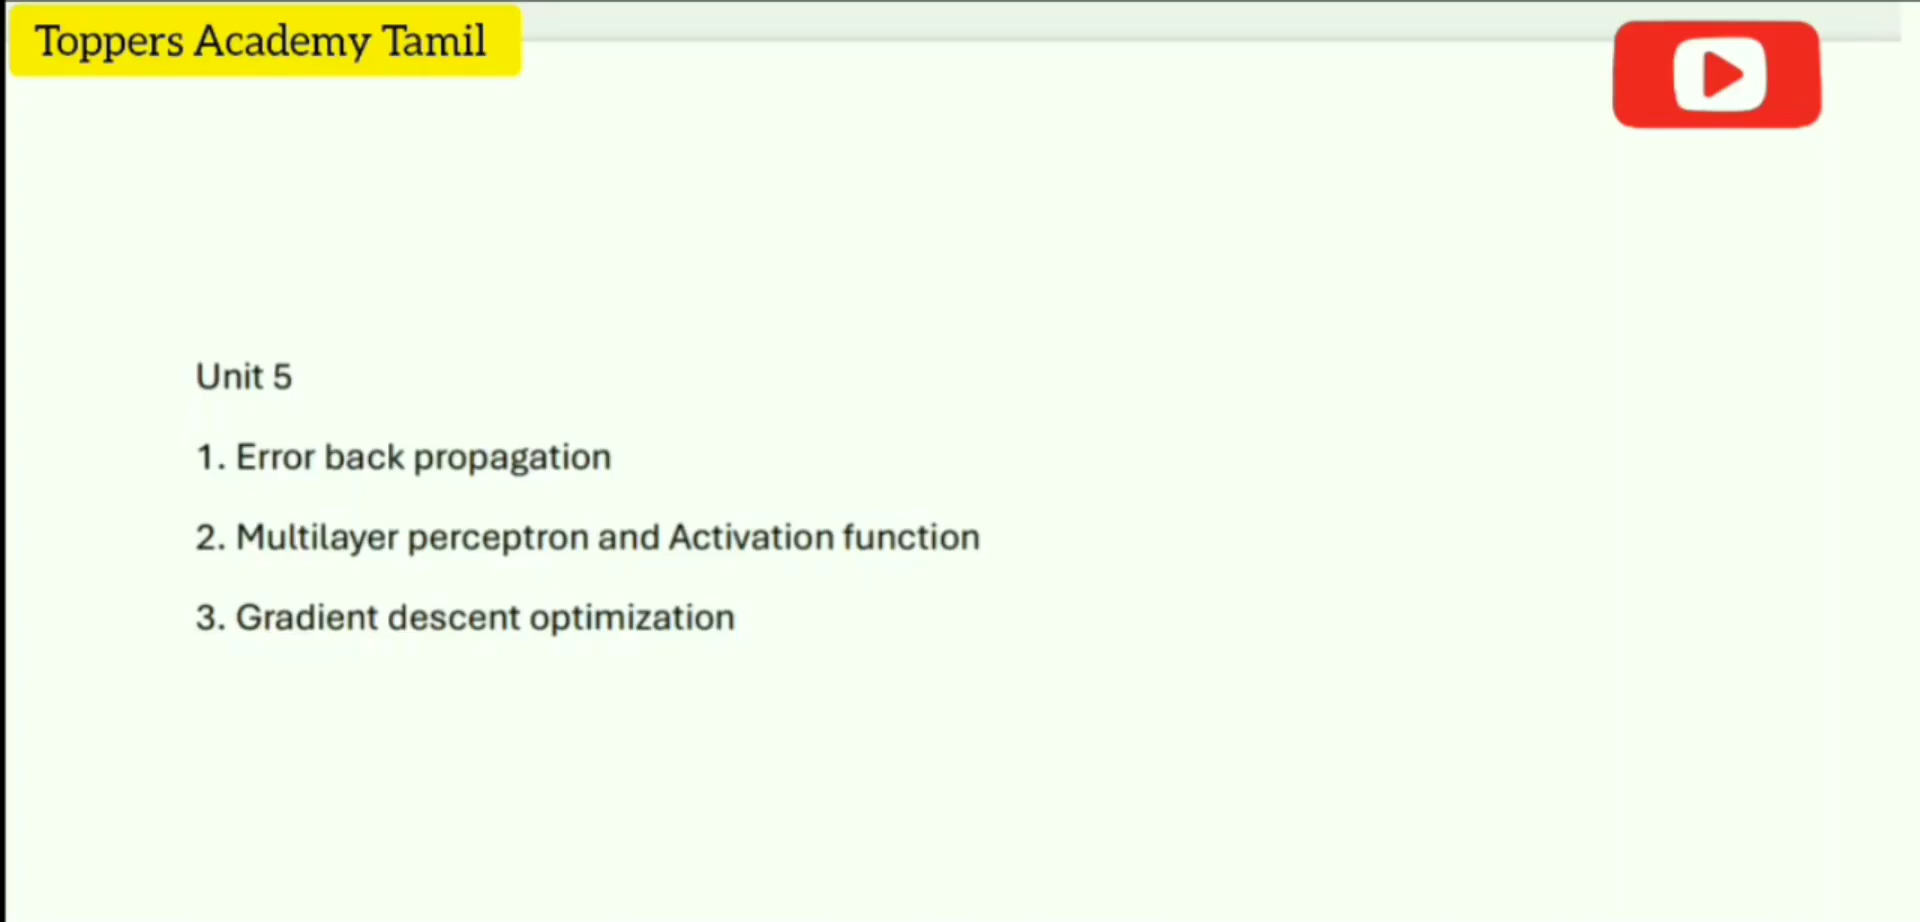 Toppers Academy Tamil
Unit 5
1. Error back propagation
2. Multilayer perceptron and Activation function
3. Gradient descent optimization